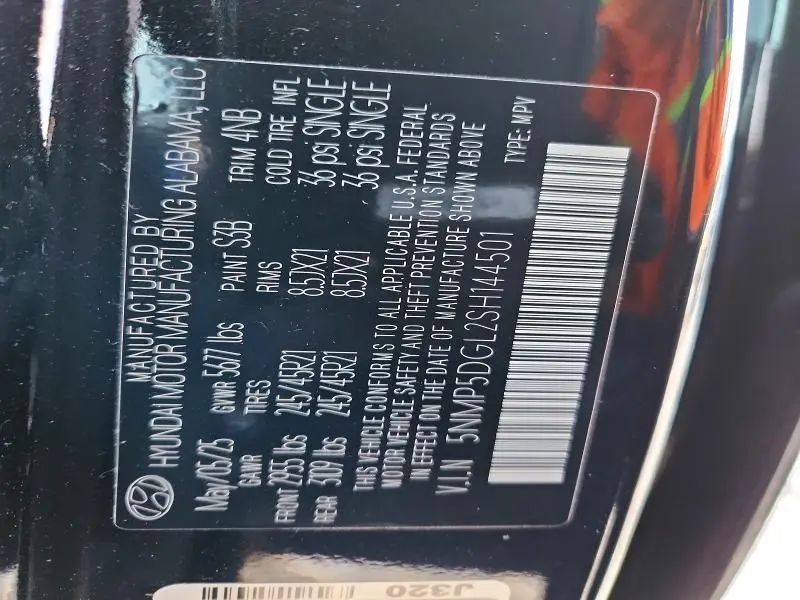 MANUFACTURED BY
HYUNDAI MOTOR MANUFACTURING ALABAMA, LLC
May/05/25 GVWR 5677 lbs PAINT S3B TRIM 4NB
GAWR TIRES RIMS COLD TIRE INFL
FRONT 2955 lbs 245/45R21 8.5JX21 36 psi SINGLE
REAR 3109 lbs 245/45R21 8.5JX21 36 psi SINGLE
THIS VEHICLE CONFORMS TO ALL APPLICABLE U.S.A. FEDERAL
MOTOR VEHICLE SAFETY AND THEFT PREVENTION STANDARDS
IN EFFECT ON THE DATE OF MANUFACTURE SHOWN ABOVE
V.I.N 5NMP5DGL2SH144501 TYPE: MPV
J320